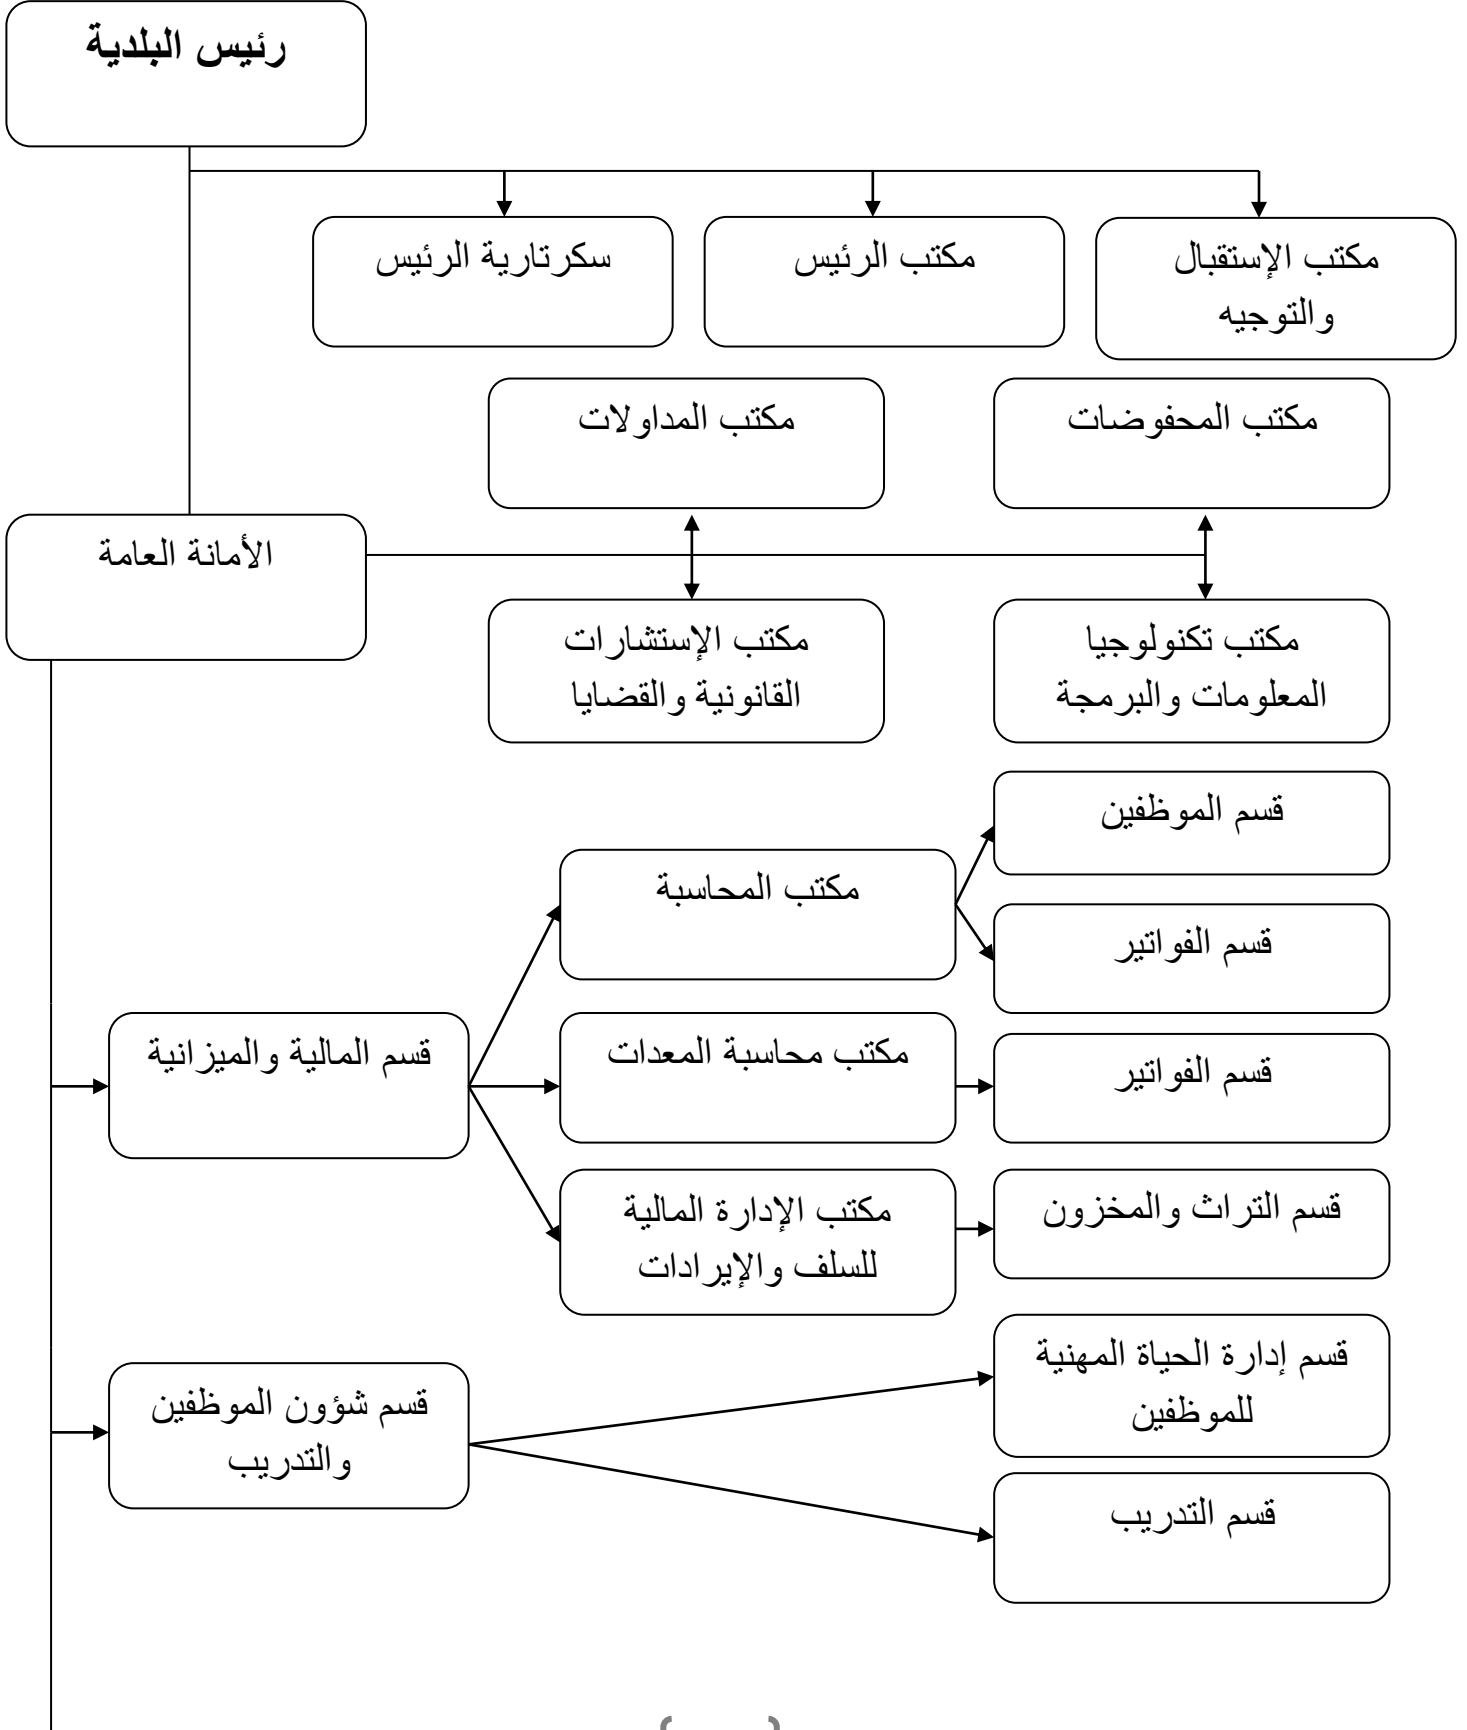 رئيس البلدية
مكتب الإستقبال
والتوجيه
مكتب الرئيس
سكرتارية الرئيس
مكتب المحفوضات
مكتب المداولات
الأمانة العامة
مكتب تكنولوجيا
المعلومات والبرمجة
مكتب الإستشارات
القانونية والقضايا
قسم الموظفين
مكتب المحاسبة
قسم الفواتير
قسم المالية والميزانية
مكتب محاسبة المعدات
قسم الفواتير
مكتب الإدارة المالية
للسلف والإيرادات
قسم التراث والمخزون
قسم إدارة الحياة المهنية
للموظفين
قسم شؤون الموظفين
والتدريب
قسم التدريب